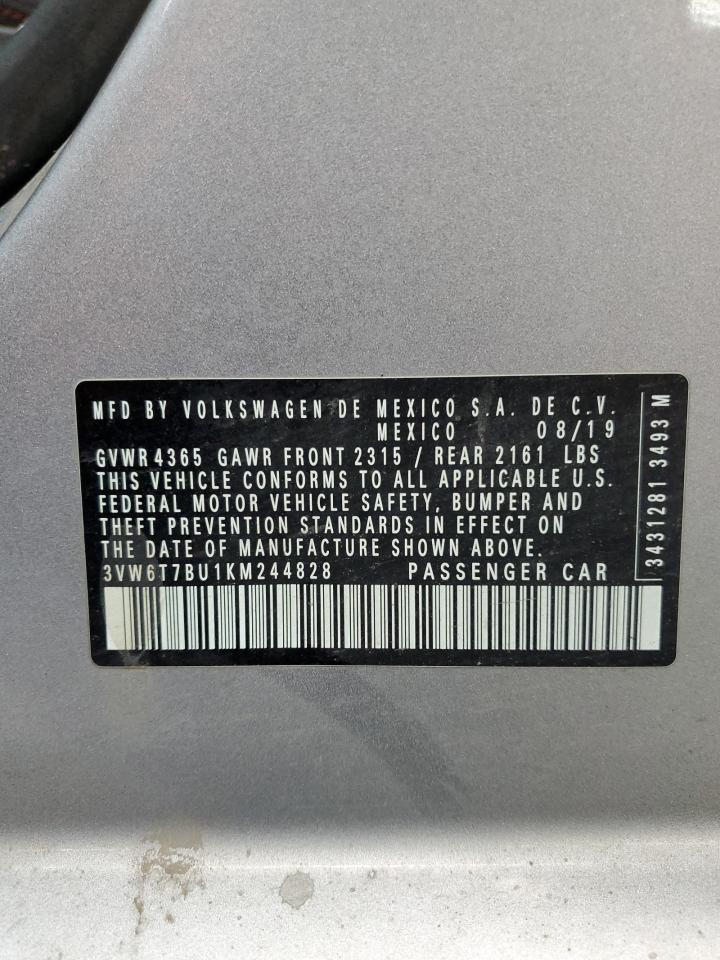 MFD BY VOLKSWAGEN DE MEXICO S.A. DE C.V.
MEXICO 08/19
GVWR 4365 GAWR FRONT 2315 / REAR 2161 LBS
THIS VEHICLE CONFORMS TO ALL APPLICABLE U.S.
FEDERAL MOTOR VEHICLE SAFETY, BUMPER AND
THEFT PREVENTION STANDARDS IN EFFECT ON
THE DATE OF MANUFACTURE SHOWN ABOVE.
3VW6T7BU1KM244828 PASSENGER CAR
3431281 3493 M